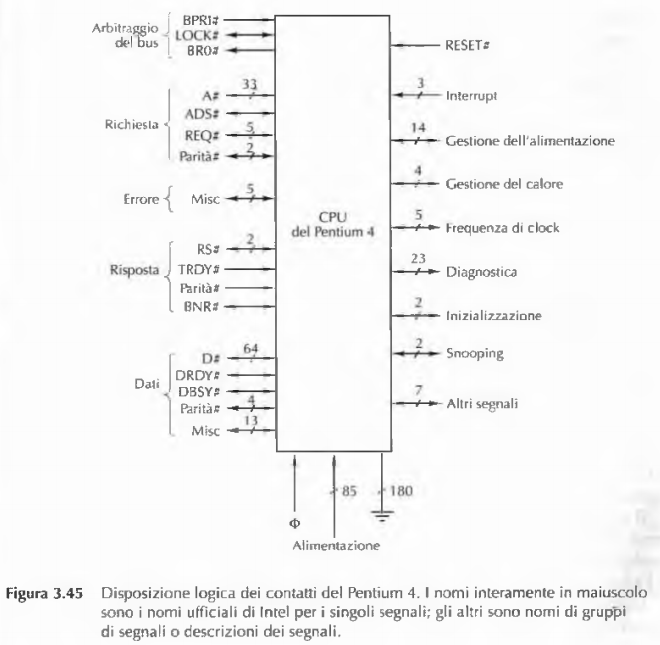 Arbitraggio
del bus
BPRI#
LOCK#
BR0#
Richiesta
33
A#
ADS#
5
REQ#
2
Parità#
Errore
5
Misc
Risposta
2
RS#
TRDY#
Parità#
BNR#
Dati
64
D#
DRDY#
DBSY#
4
Parità#
13
Misc
CPU
del Pentium 4
RESET#
3
Interrupt
14
Gestione dell'alimentazione
4
Gestione del calore
5
Frequenza di clock
23
Diagnostica
2
Inizializzazione
2
Snooping
7
Altri segnali
85
180
Φ
Alimentazione
Figura 3.45 Disposizione logica dei contatti del Pentium 4. I nomi interamente in maiuscolo
sono i nomi ufficiali di Intel per i singoli segnali; gli altri sono nomi di gruppi
di segnali o descrizioni dei segnali.